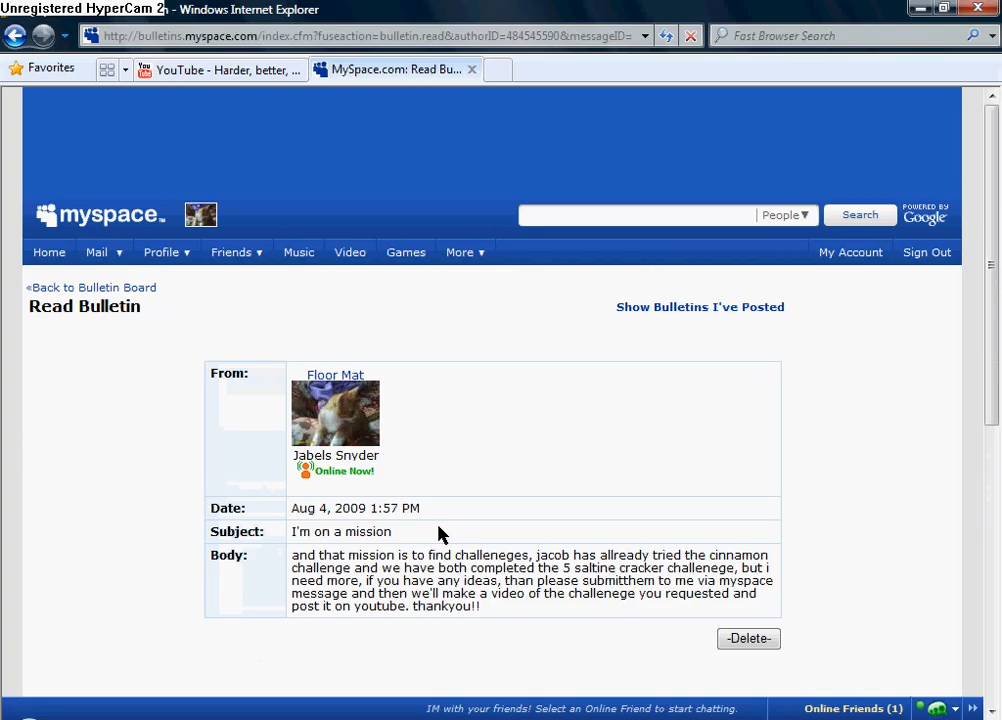 Unregistered HyperCam 2
n - Windows Internet Explorer
http://bulletins.myspace.com/index.cfm?fuseaction=bulletin.read&authorID=484545590&messageID=
Fast Browser Search
Favorites
You Tube
YouTube - Harder, better, ...
MySpace.com: Read Bu...
myspace™
People▼
Search
POWERED BY
Google
Home
Mail ▼
Profile ▼
Friends ▼
Music
Video
Games
More ▼
My Account
Sign Out
«Back to Bulletin Board
Read Bulletin
Show Bulletins I've Posted
From:
Floor Mat
Jabels Snyder
Online Now!
Date:
Aug 4, 2009 1:57 PM
Subject:
I'm on a mission
Body:
and that mission is to find challeneges, jacob has allready tried the cinnamon
challenge and we have both completed the 5 saltine cracker challenege, but i
need more, if you have any ideas, than please submitthem to me via myspace
message and then we'll make a video of the challenege you requested and
post it on youtube. thankyou!!
-Delete-
IM with your friends! Select an Online Friend to start chatting.
Online Friends (1)